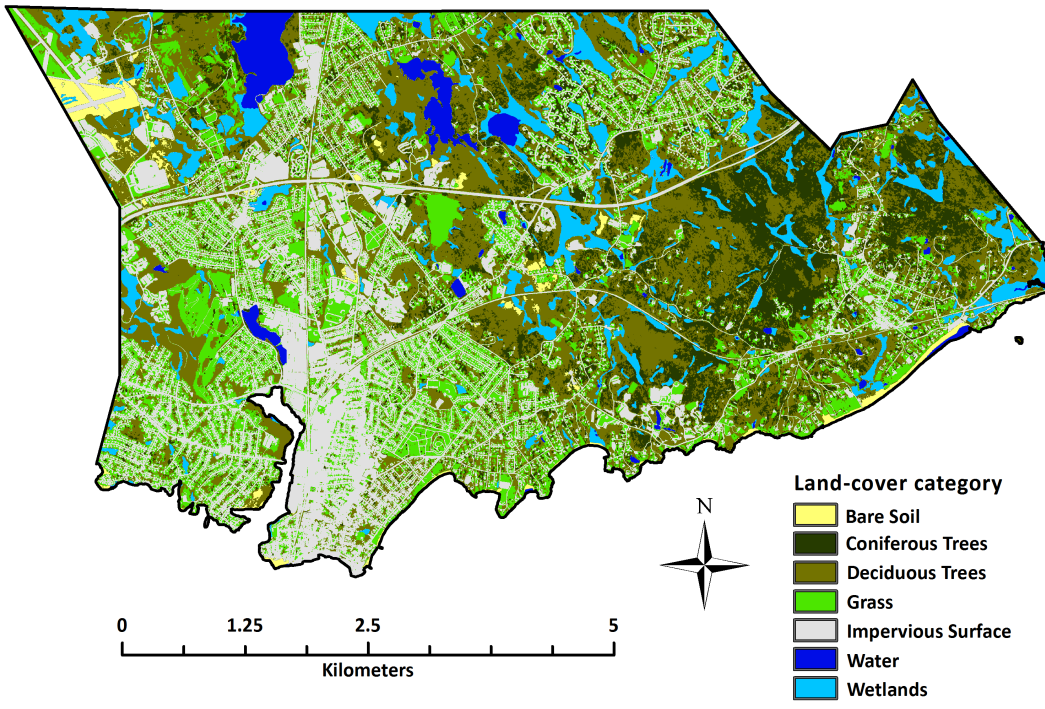 Land-cover category
N
Bare Soil
Coniferous Trees
Deciduous Trees
Grass
0 1.25 2.5 5
Impervious Surface
Kilometers
Water
Wetlands